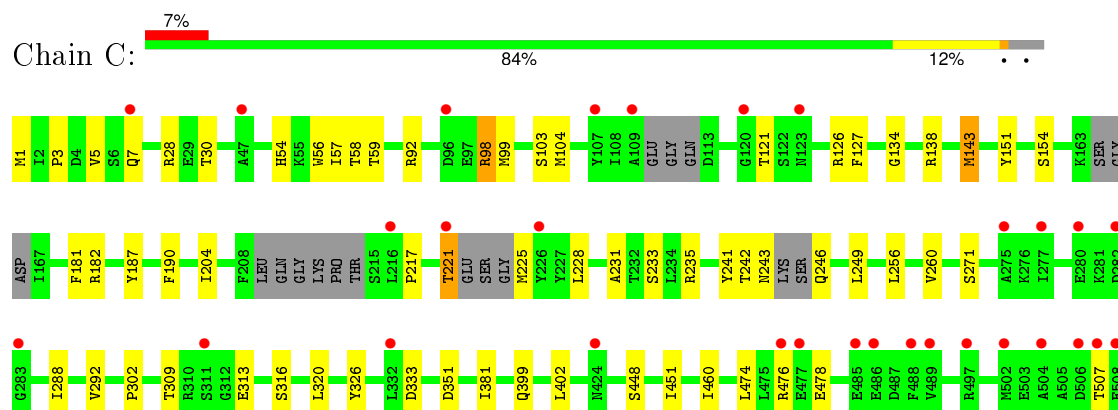 7%
Chain C:
84% 12% • •
M1 I2 P3 D4 V5 S6 Q7 R28 E29 T30 A47 H54 K55 W56 I57 T58 T59 R92 D96 E97 R98 M99 S103 M104 Y107 I108 A109 GLU GLY GLN D113 G120 T121 S122 N123 R126 F127 G134 R138 M143 Y151 S154 K163 SER GLY
ASP I167 F181 R182 Y187 F190 I204 F208 LEU GLN GLY LYS PRO THR S215 L216 P217 T221 GLU SER GLY M225 Y226 Y227 L228 A231 T232 S233 L234 R235 Y241 T242 N243 LYS SER Q246 L249 L256 V260 S271 A275 K276 I277 E280 K281
G283 I288 V292 P302 T309 R310 S311 G312 E313 S316 L320 Y326 L332 D333 D351 I381 Q399 L402 N424 S448 I451 I460 L474 L475 R476 E477 E478 E485 E486 D487 F488 V489 R497 M502 E503 A504 A505 D506 T507